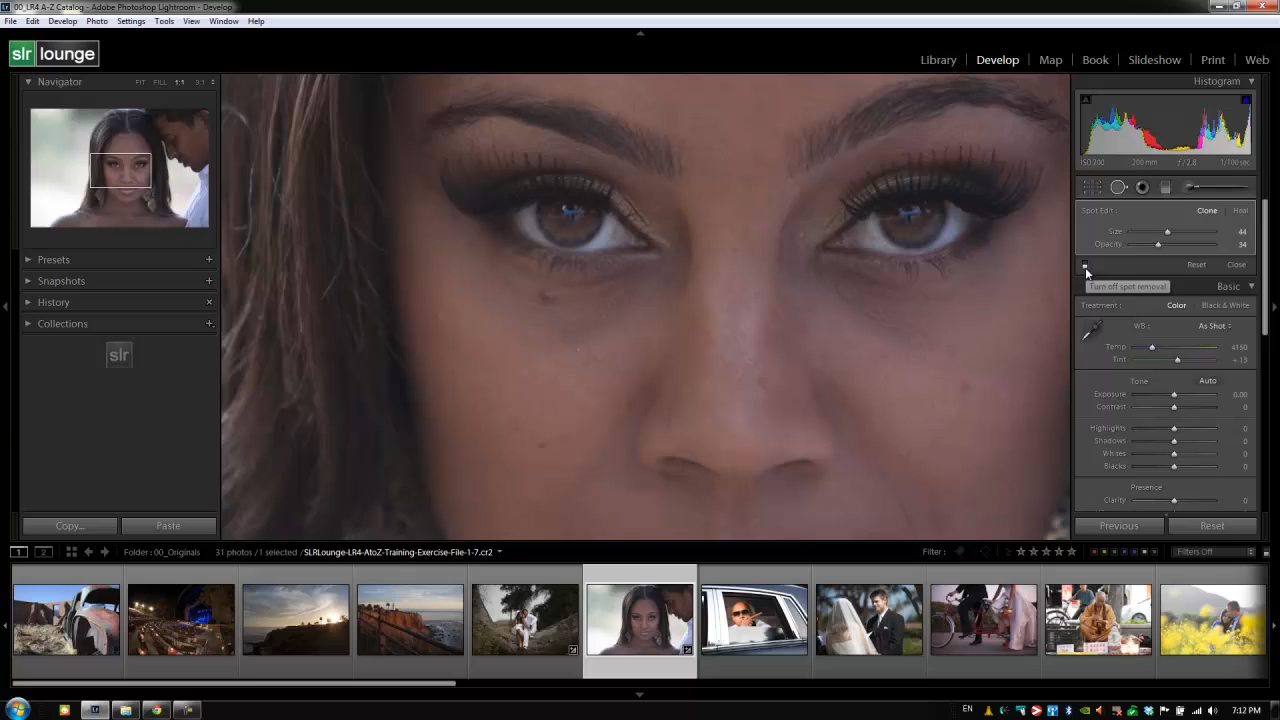 00_LR4 A-Z Catalog - Adobe Photoshop Lightroom - Develop
File Edit Develop Photo Settings Tools View Window Help
slr lounge
Library Develop Map Book Slideshow Print Web
Navigator FIT FILL 1:1 3:1
Histogram
ISO 200 200 mm f / 2.8 1/100 sec
Spot Edit : Clone Heal
Size 44
Opacity 34
Reset Close
Turn off spot removal
Basic
Treatment : Color Black & White
WB : As Shot
Temp 4150
Tint + 13
Tone Auto
Exposure 0.00
Contrast 0
Highlights 0
Shadows 0
Whites 0
Blacks 0
Presence
Clarity 0
Previous Reset
Presets
Snapshots
History
Collections
slr
Copy... Paste
1 2 Folder : 00_Originals 31 photos /1 selected /SLRLounge-LR4-AtoZ-Training-Exercise-File-1-7.cr2 Filter : Filters Off
EN 7:12 PM